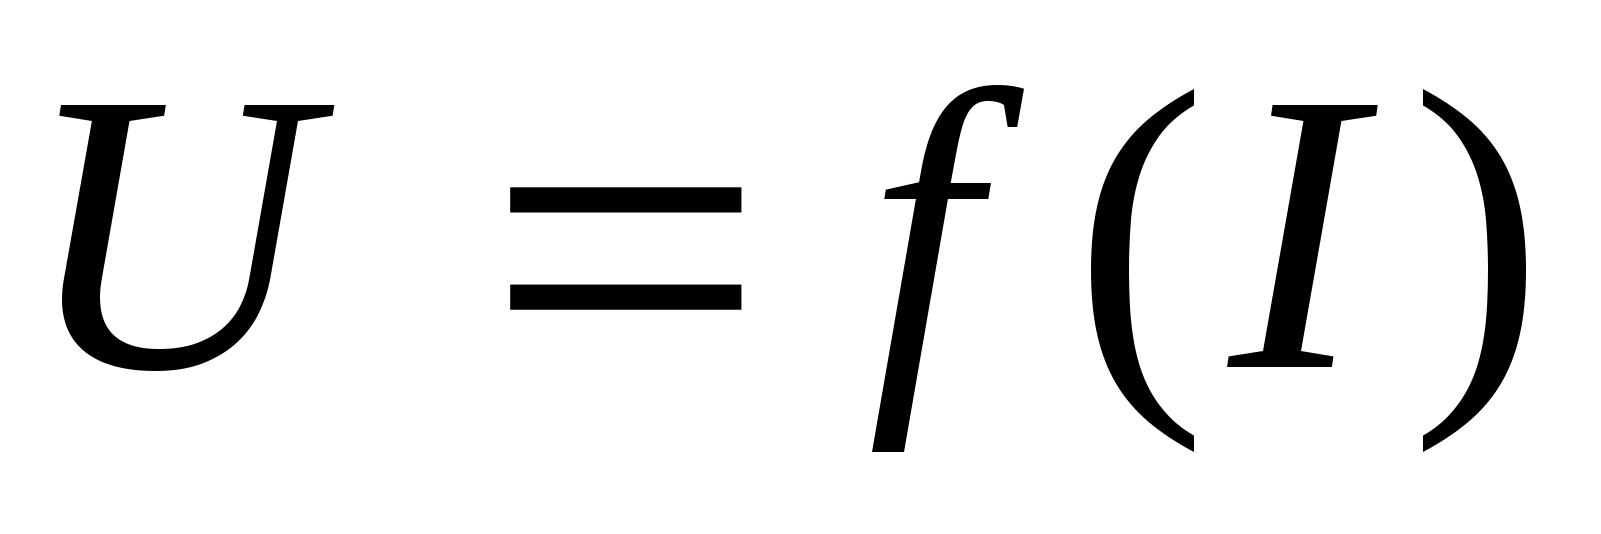 U = f(I)